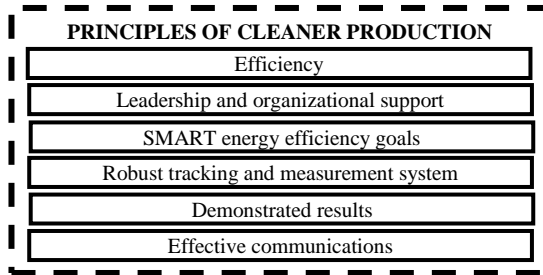 PRINCIPLES OF CLEANER PRODUCTION
Efficiency
Leadership and organizational support
SMART energy efficiency goals
Robust tracking and measurement system
Demonstrated results
Effective communications